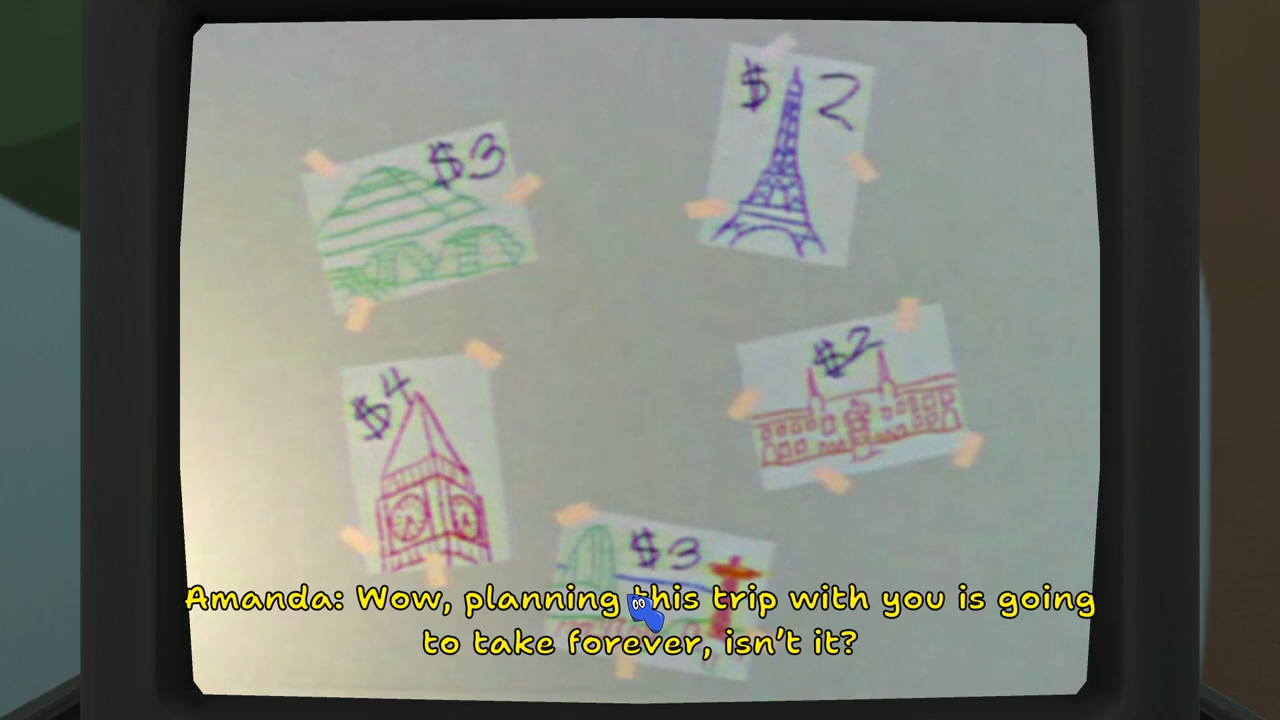 $2
$3
$2
$4
$3
Amanda: Wow, planning this trip with you is going
to take forever, isn't it?